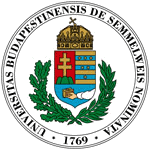 UNIVERSITAS BUDAPESTINENSIS DE SEMMELWEIS NOMINATA
· 1769 ·